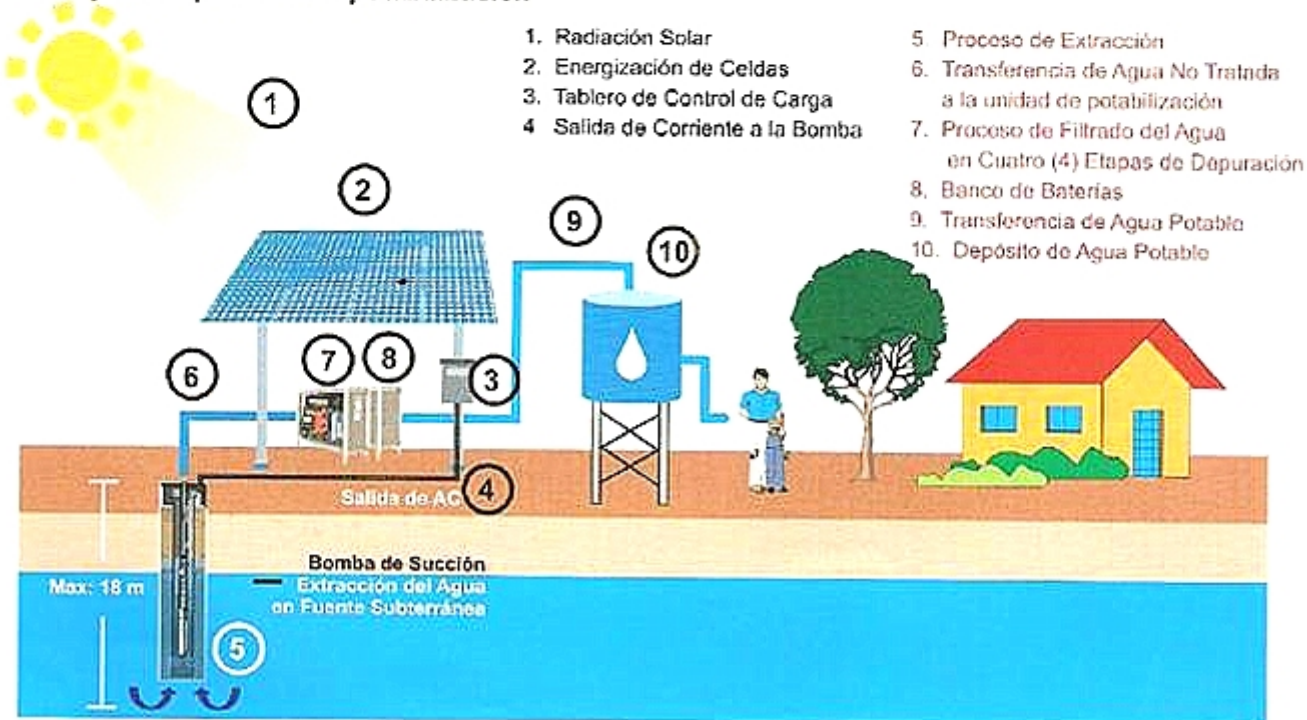 1. Radiación Solar
2. Energización de Celdas
3. Tablero de Control de Carga
4 Salida de Corriente a la Bomba
5 Proceso de Extracción
6. Transferencia de Agua No Tratada
a la unidad de potabilización
7. Proceso de Filtrado del Agua
en Cuatro (4) Etapas de Depuración
8. Banco de Baterías
9. Transferencia de Agua Potable
10. Depósito de Agua Potable
1
2
9
10
6
7
8
3
4
Salida de AC
Bomba de Succión
Extracción del Agua
en Fuente Subterránea
Max: 18 m
5